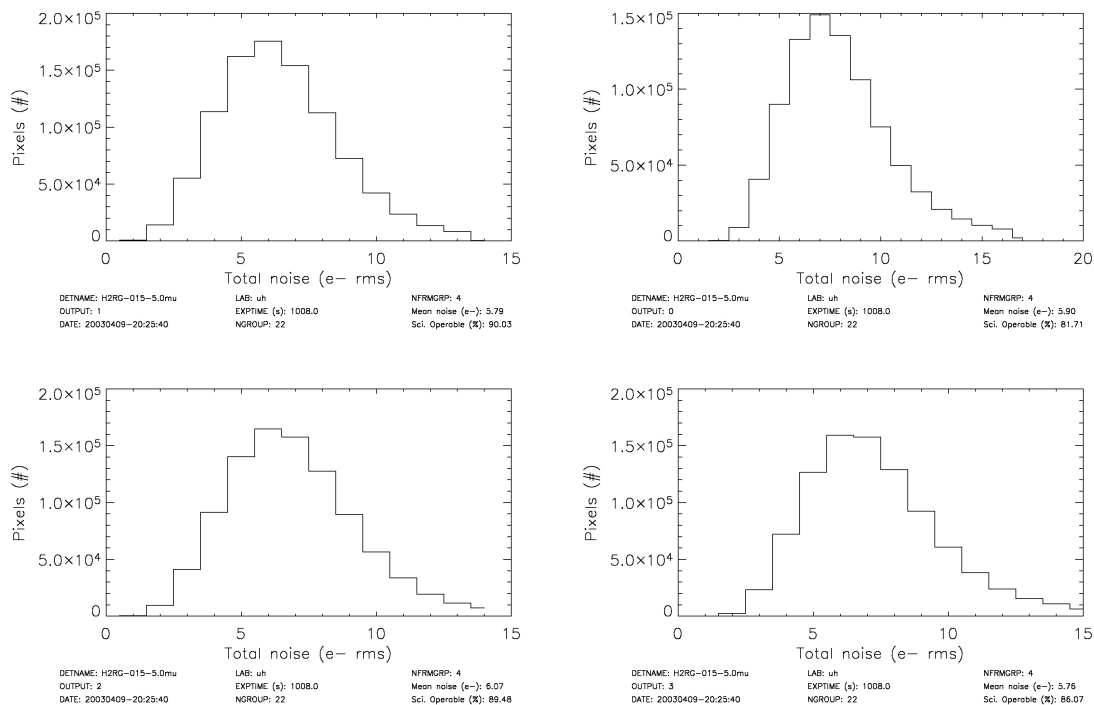 2.0×10⁵
1.5×10⁵
1.0×10⁵
5.0×10⁴
0
Pixels (#)
0 5 10 15
Total noise (e− rms)
DETNAME: H2RG−015−5.0mu LAB: uh NFRMGRP: 4
OUTPUT: 1 EXPTIME (s): 1008.0 Mean noise (e−): 5.79
DATE: 20030409−20:25:40 NGROUP: 22 Sci. Operable (%): 90.03
1.5×10⁵
1.0×10⁵
5.0×10⁴
0
Pixels (#)
0 5 10 15 20
Total noise (e− rms)
DETNAME: H2RG−015−5.0mu LAB: uh NFRMGRP: 4
OUTPUT: 0 EXPTIME (s): 1008.0 Mean noise (e−): 5.90
DATE: 20030409−20:25:40 NGROUP: 22 Sci. Operable (%): 81.71
2.0×10⁵
1.5×10⁵
1.0×10⁵
5.0×10⁴
0
Pixels (#)
0 5 10 15
Total noise (e− rms)
DETNAME: H2RG−015−5.0mu LAB: uh NFRMGRP: 4
OUTPUT: 2 EXPTIME (s): 1008.0 Mean noise (e−): 6.07
DATE: 20030409−20:25:40 NGROUP: 22 Sci. Operable (%): 89.48
2.0×10⁵
1.5×10⁵
1.0×10⁵
5.0×10⁴
0
Pixels (#)
0 5 10 15
Total noise (e− rms)
DETNAME: H2RG−015−5.0mu LAB: uh NFRMGRP: 4
OUTPUT: 3 EXPTIME (s): 1008.0 Mean noise (e−): 5.76
DATE: 20030409−20:25:40 NGROUP: 22 Sci. Operable (%): 86.07